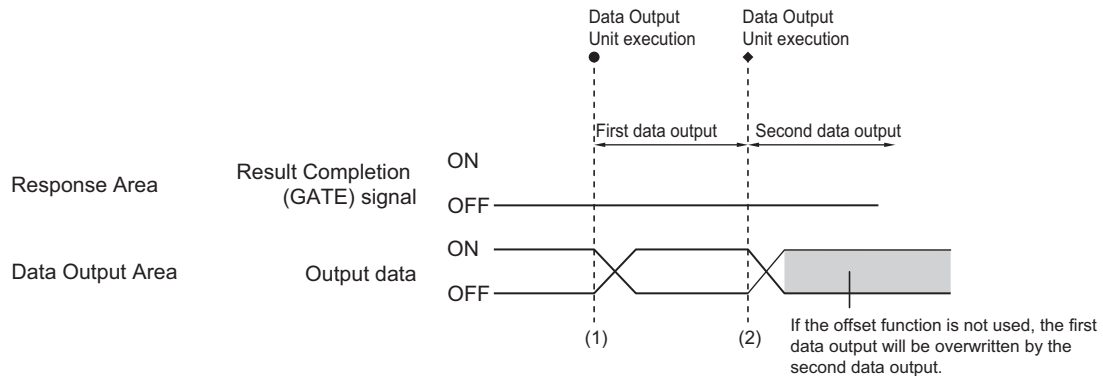 Data Output
Unit execution
Data Output
Unit execution
First data output
Second data output
Response Area
Result Completion
(GATE) signal
ON
OFF
Data Output Area
Output data
ON
OFF
(1)
(2)
If the offset function is not used, the first
data output will be overwritten by the
second data output.